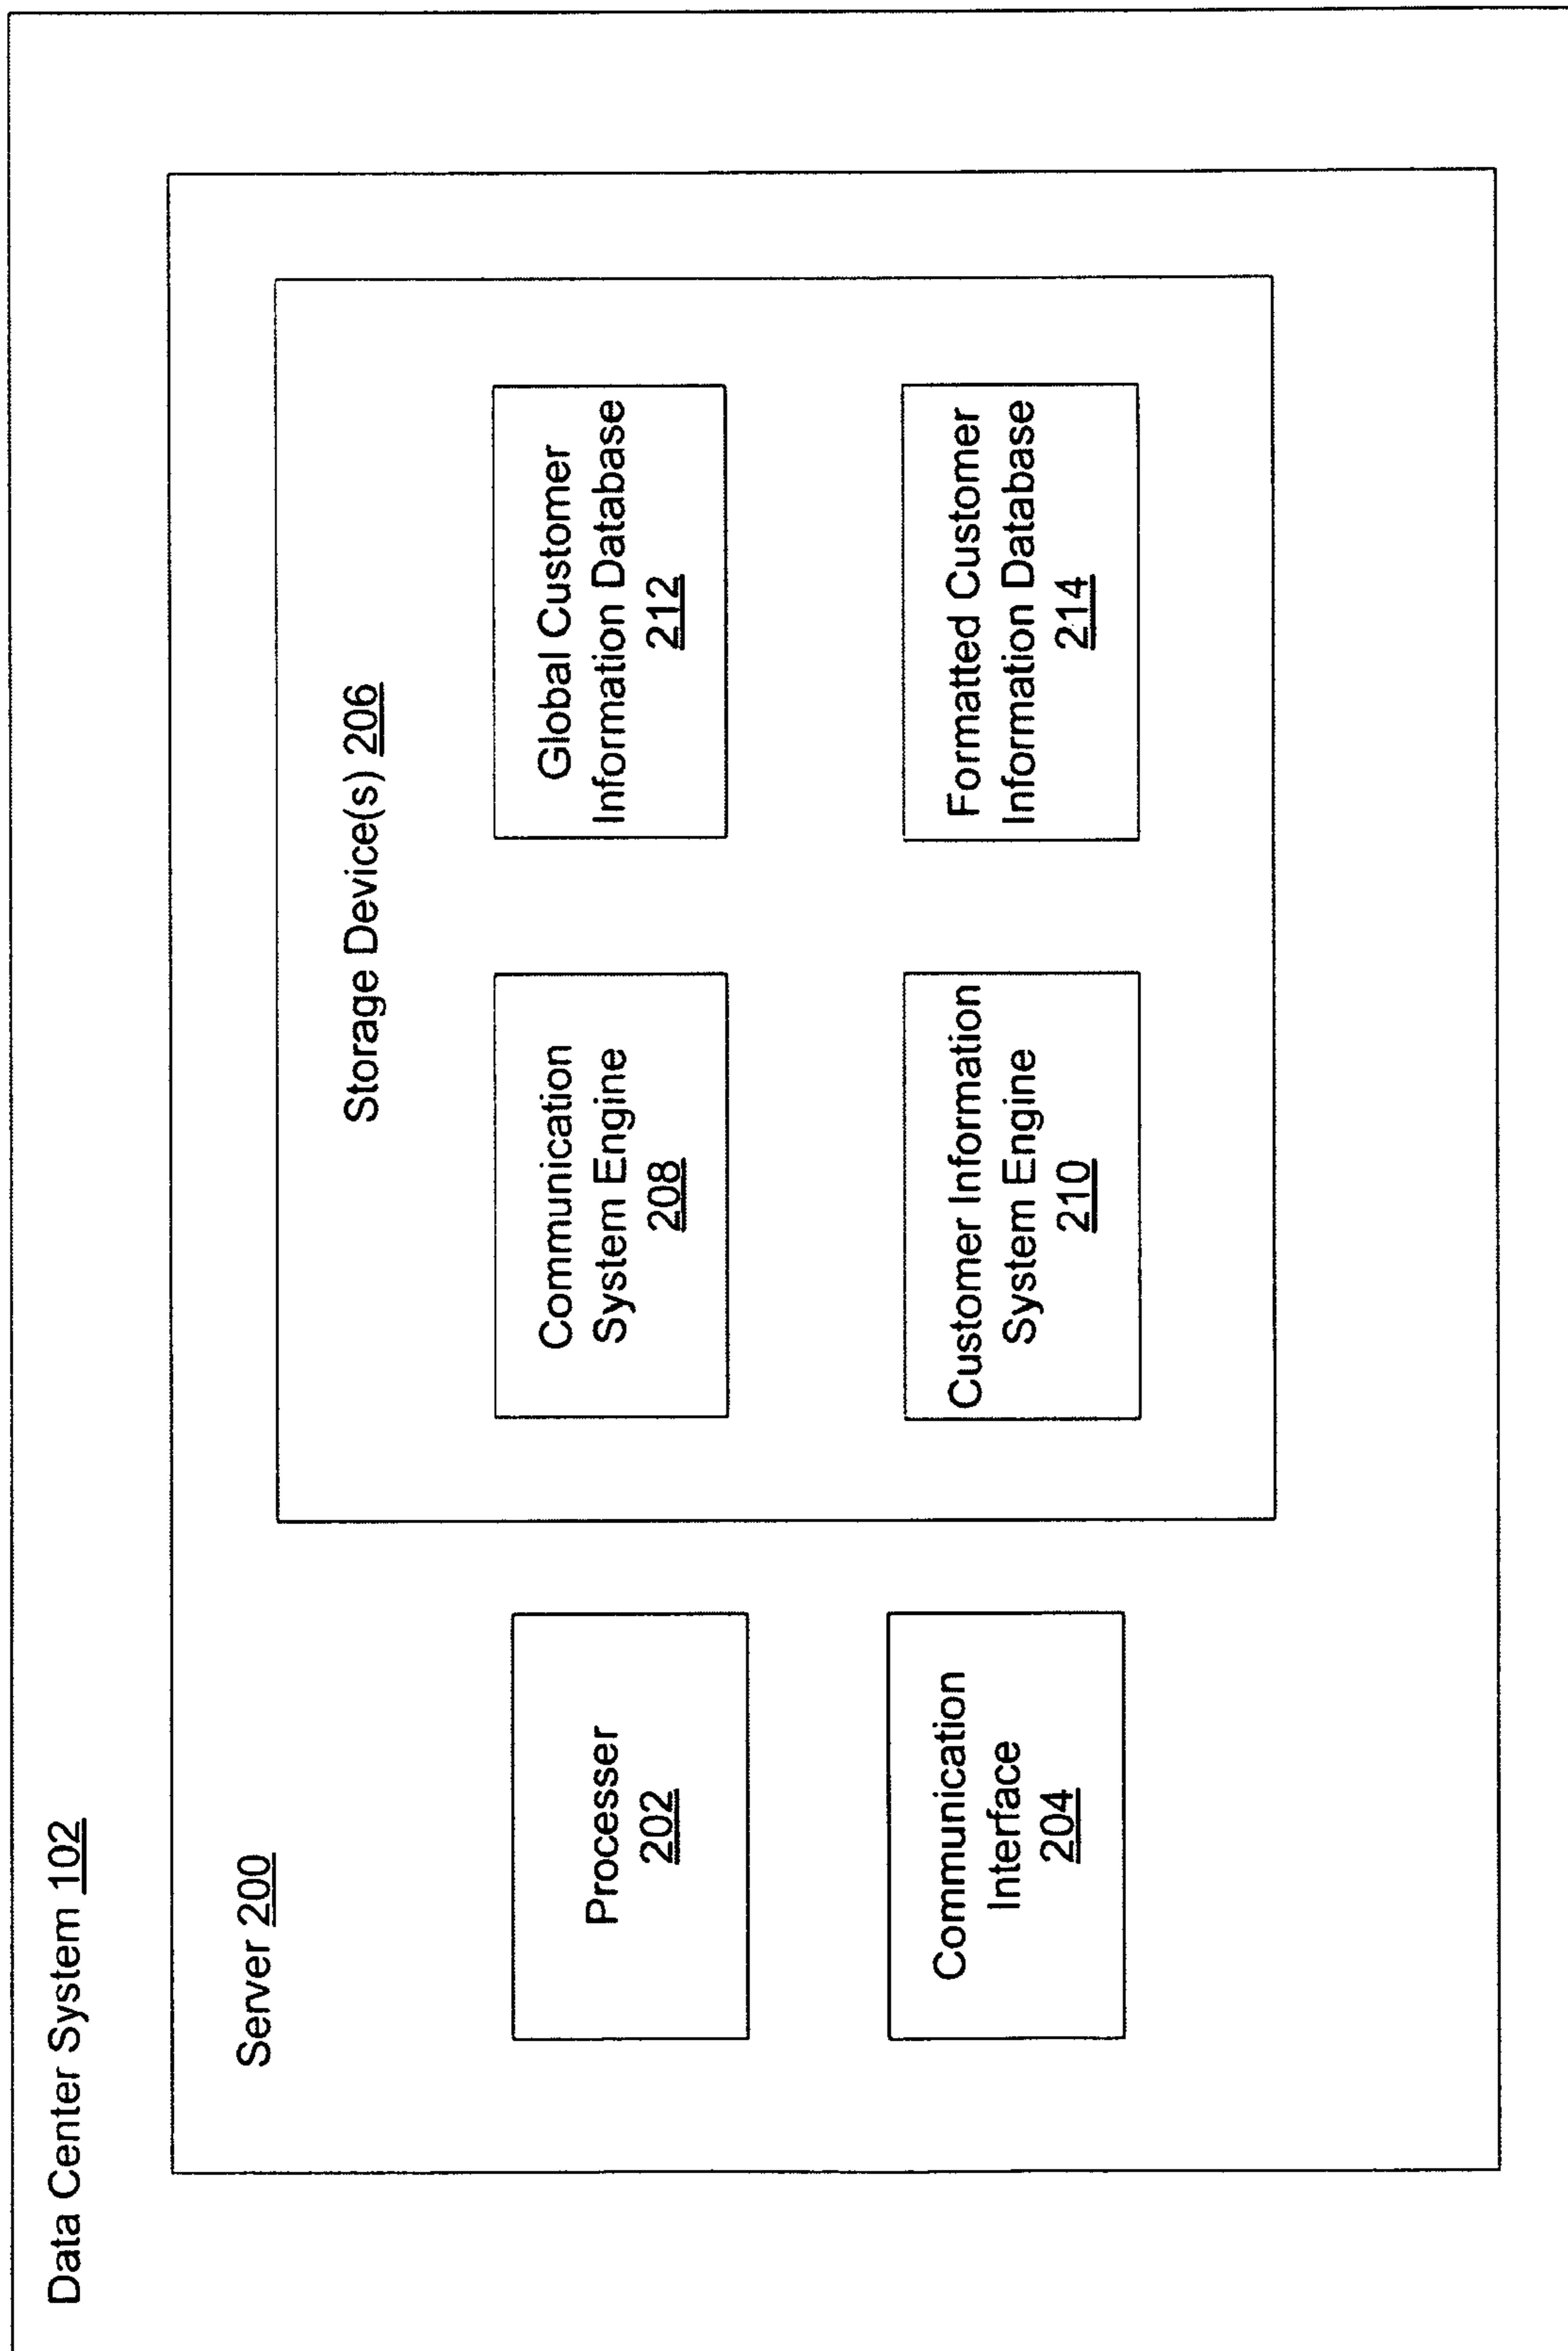 Data Center System 102
Server 200
Storage Device(s) 206
Processer
202
Communication
Interface
204
Communication
System Engine
208
Global Customer
Information Database
212
Customer Information
System Engine
210
Formatted Customer
Information Database
214